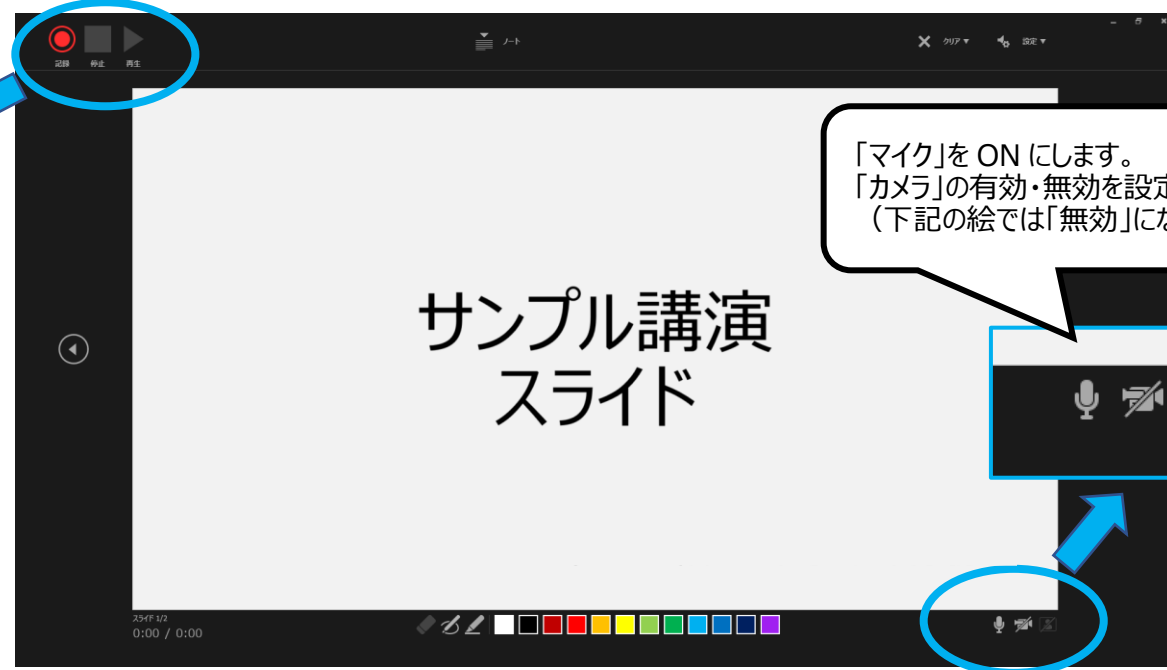 記録 停止 再生
ノート
クリア ▼ 設定 ▼
「マイク」を ON にします。
「カメラ」の有効・無効を設定
（下記の絵では「無効」にな
サンプル講演
スライド
スライド 1/2
0:00 / 0:00